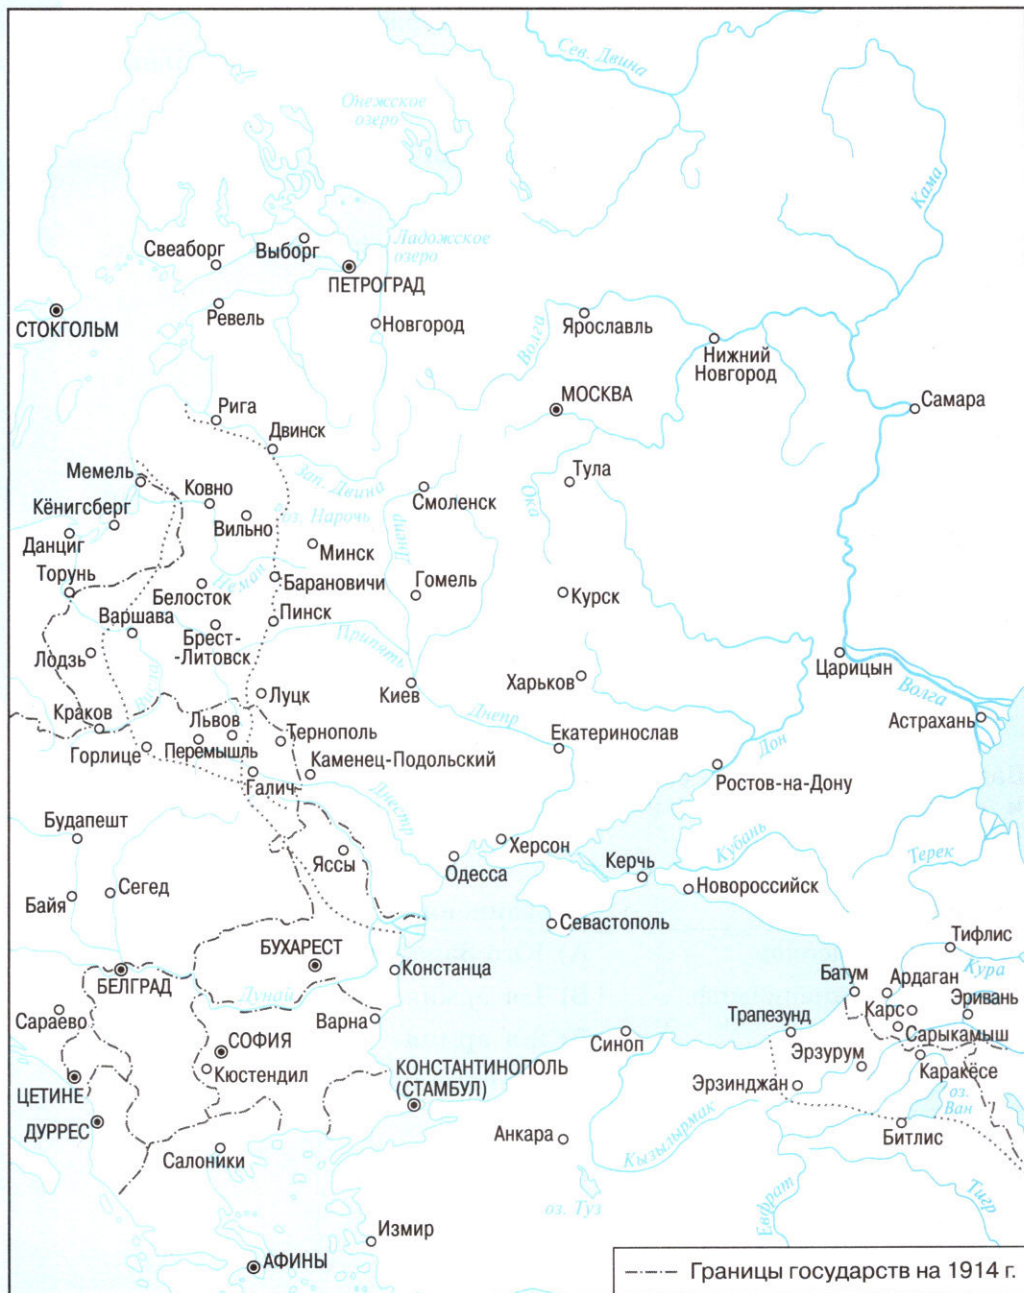 Сев. Двина
Онежское
озеро
Кама
Ладожское
озеро
Свеаборг
Выборг
ПЕТРОГРАД
СТОКГОЛЬМ
Ревель
Новгород
Волга
Ярославль
Нижний
Новгород
МОСКВА
Самара
Рига
Двинск
Зап. Двина
Мемель
Ковно
Тула
Смоленск
Ока
Кёнигсберг
Вильно
оз. Нарочь
Днепр
Данциг
Минск
Торунь
Неман
Барановичи
Гомель
Белосток
Курск
Варшава
Пинск
Брест-
-Литовск
Припять
Лодзь
Висла
Луцк
Киев
Харьков
Царицын
Волга
Краков
Львов
Тернополь
Днепр
Екатеринослав
Дон
Астрахань
Горлице
Перемышль
Каменец-Подольский
Ростов-на-Дону
Галич
Днестр
Будапешт
Херсон
Кубань
Терек
Яссы
Одесса
Керчь
Сегед
Новороссийск
Байя
Севастополь
Тифлис
БУХАРЕСТ
БЕЛГРАД
Констанца
Батум
Ардаган
Кура
Дунай
Эривань
Сараево
Варна
Карс
Трапезунд
Сарыкамыш
СОФИЯ
Синоп
Эрзурум
Кюстендил
КОНСТАНТИНОПОЛЬ
(СТАМБУЛ)
Каракёсе
ЦЕТИНЕ
Эрзинджан
оз.
Ван
ДУРРЕС
Анкара
Кызылырмак
Битлис
Салоники
оз. Туз
Евфрат
Тигр
Измир
АФИНЫ
Границы государств на 1914 г.